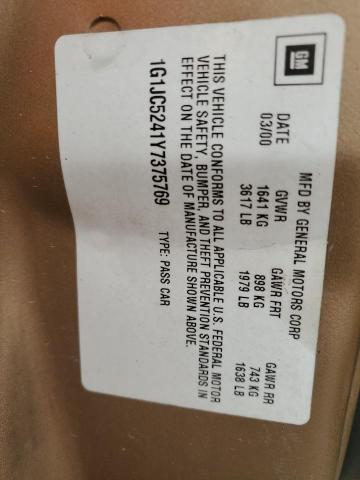 GM
MFD BY GENERAL MOTORS CORP
DATE GVWR GAWR FRT GAWR RR
03/00 1641 KG 898 KG 743 KG
3617 LB 1979 LB 1638 LB
THIS VEHICLE CONFORMS TO ALL APPLICABLE U.S. FEDERAL MOTOR
VEHICLE SAFETY, BUMPER, AND THEFT PREVENTION STANDARDS IN
EFFECT ON THE DATE OF MANUFACTURE SHOWN ABOVE.
1G1JC5241Y7375769 TYPE: PASS CAR